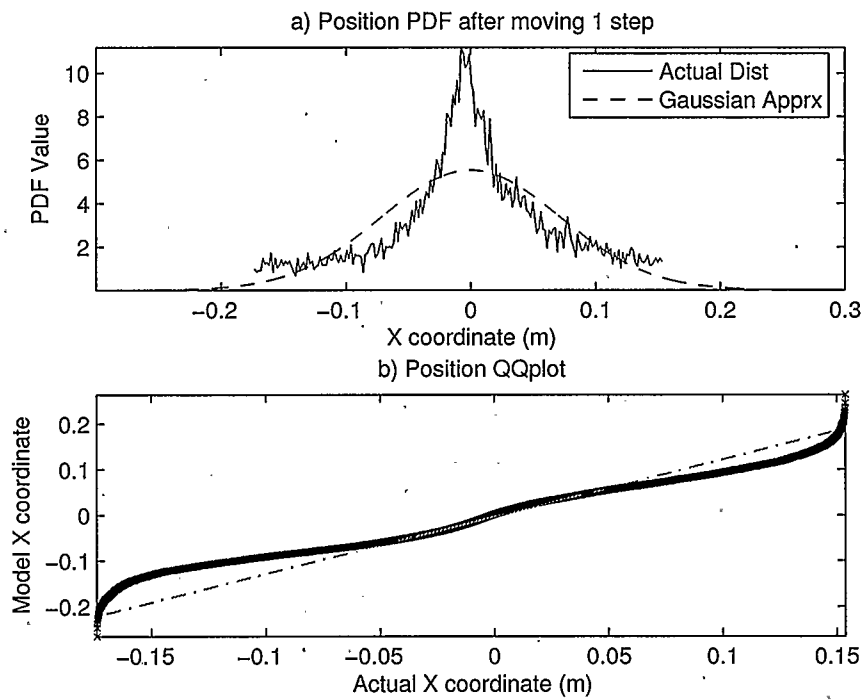 a) Position PDF after moving 1 step
PDF Value
10
8
6
4
2
Actual Dist
Gaussian Apprx
−0.2 −0.1 0 0.1 0.2 0.3
X coordinate (m)
b) Position QQplot
Model X coordinate
0.2
0.1
0
−0.1
−0.2
−0.15 −0.1 −0.05 0 0.05 0.1 0.15
Actual X coordinate (m)